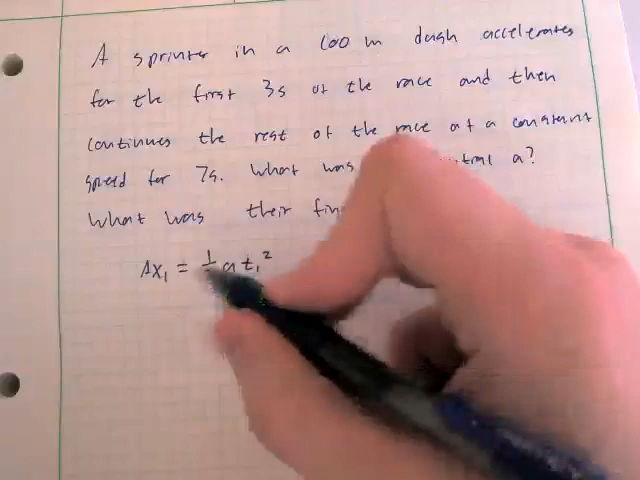 A sprinter in a 100 m dash accelerates
for the first 3s of the race and then
continues the rest of the race at a constant
speed for 7s. What was a?
What was their
Δx₁ = ½ a t₁²